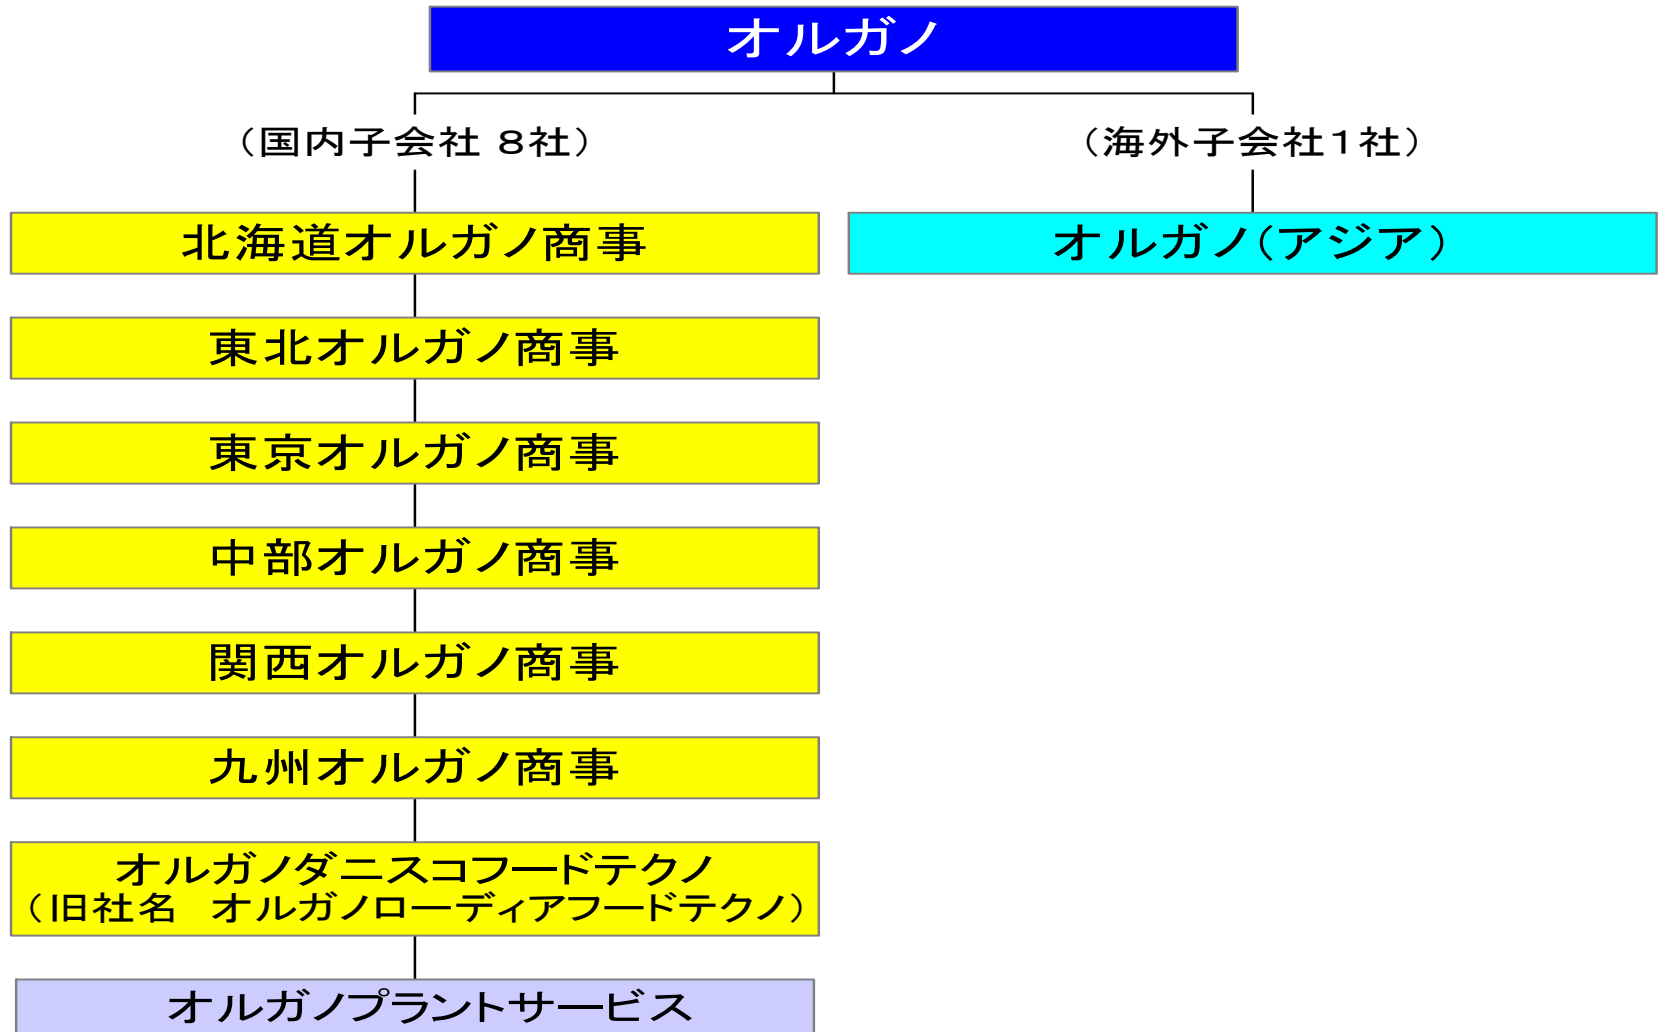 オルガノ
（国内子会社 8社）
（海外子会社1社）
北海道オルガノ商事
オルガノ（アジア）
東北オルガノ商事
東京オルガノ商事
中部オルガノ商事
関西オルガノ商事
九州オルガノ商事
オルガノダニスコフードテクノ
（旧社名　オルガノローディアフードテクノ）
オルガノプラントサービス